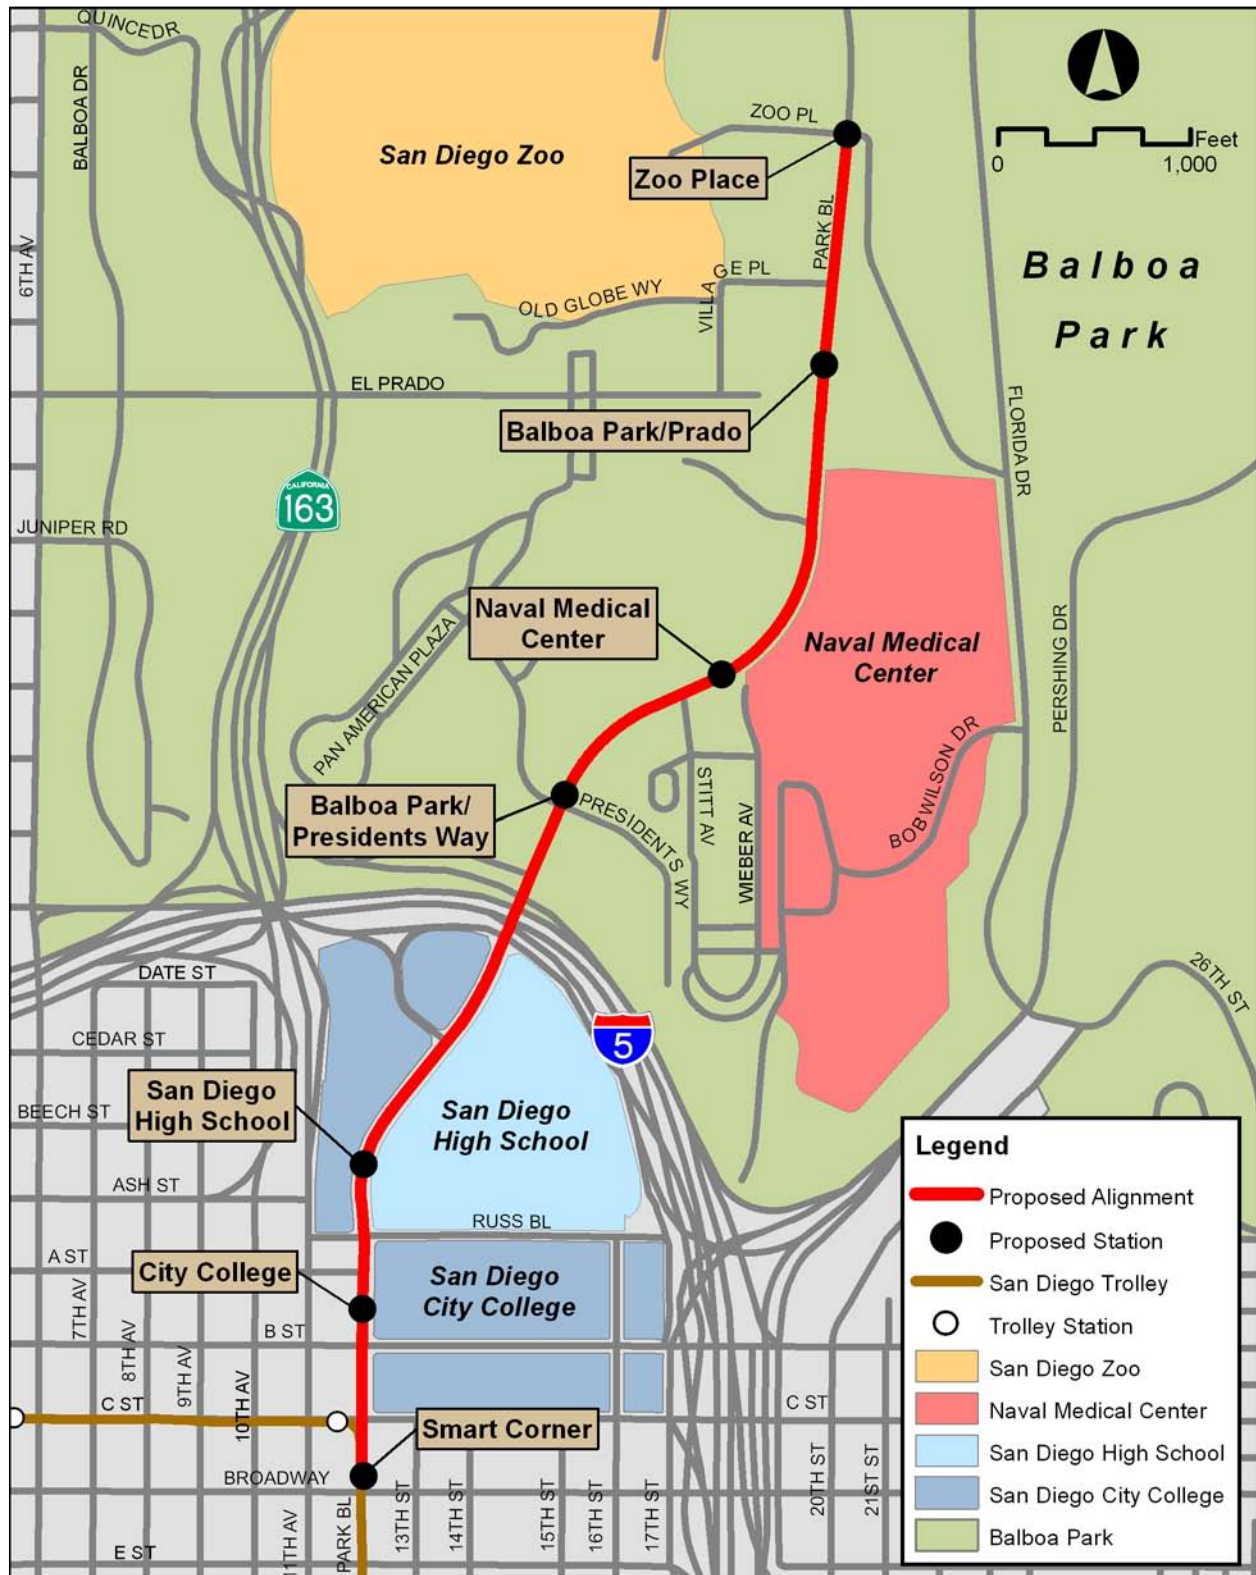 QUINCE DR
BALBOA DR
6TH AV
San Diego Zoo
ZOO PL
Zoo Place
PARK BL
0
1,000
Feet
Balboa
Park
VILLAGE PL
OLD GLOBE WY
EL PRADO
Balboa Park/Prado
FLORIDA DR
CALIFORNIA
163
JUNIPER RD
Naval Medical
Center
Naval Medical
Center
PERSHING DR
PAN AMERICAN PLAZA
Balboa Park/
Presidents Way
PRESIDENTS WY
STITT AV
WIEBER AV
BOB WILSON DR
26TH ST
DATE ST
CEDAR ST
BEECH ST
ASH ST
A ST
5
San Diego
High School
San Diego
High School
RUSS BL
City College
San Diego
City College
7TH AV
8TH AV
9TH AV
10TH AV
B ST
C ST
C ST
Smart Corner
BROADWAY
E ST
11TH AV
PARK BL
13TH ST
14TH ST
15TH ST
16TH ST
17TH ST
20TH ST
21ST ST
Legend
Proposed Alignment
Proposed Station
San Diego Trolley
Trolley Station
San Diego Zoo
Naval Medical Center
San Diego High School
San Diego City College
Balboa Park